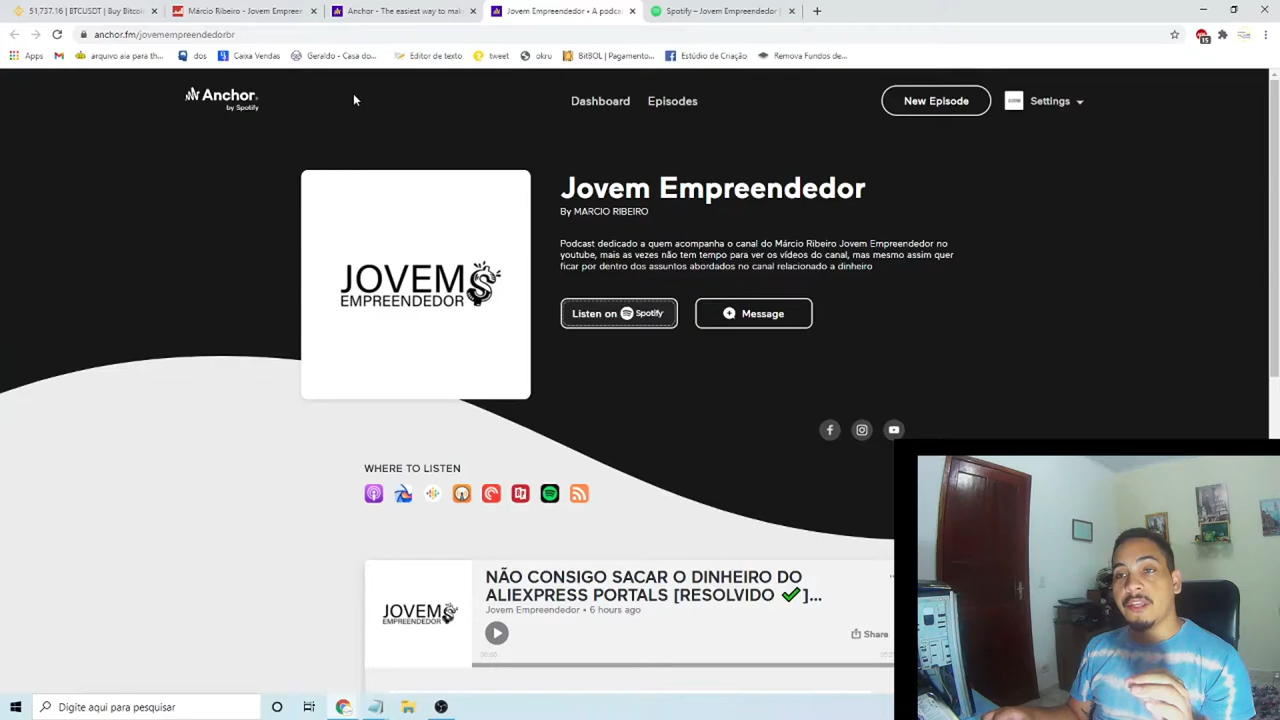 51,737.16 | BTCUSDT | Buy Bitcoi
Márcio Ribeiro - Jovem Empreen
Anchor - The easiest way to make
Jovem Empreendedor • A podca
Spotify – Jovem Empreendedor |
anchor.fm/jovemempreendedorbr
Apps
arquivo aia para th...
dos
Caixa Vendas
Geraldo - Casa do...
Editor de texto
tweet
okru
BitBOL | Pagamento...
Estúdio de Criação
Remova Fundos de...
15
Anchor
by Spotify
Dashboard
Episodes
New Episode
Settings
JOVEM
EMPREENDEDOR
Jovem Empreendedor
By MARCIO RIBEIRO
Podcast dedicado a quem acompanha o canal do Márcio Ribeiro Jovem Empreendedor no
youtube, mais as vezes não tem tempo para ver os vídeos do canal, mas mesmo assim quer
ficar por dentro dos assuntos abordados no canal relacionado a dinheiro
Listen on Spotify
Message
WHERE TO LISTEN
JOVEM
EMPREENDEDOR
NÃO CONSIGO SACAR O DINHEIRO DO
ALIEXPRESS PORTALS [RESOLVIDO ✔]...
Jovem Empreendedor • 6 hours ago
Share
00:00
Digite aqui para pesquisar